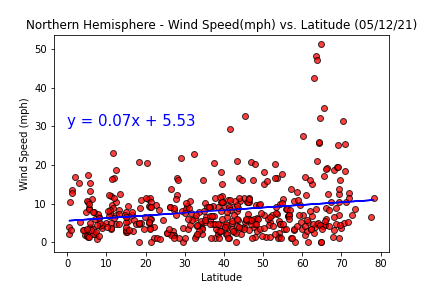 Northern Hemisphere - Wind Speed(mph) vs. Latitude (05/12/21)
50
40
30
20
10
0
Wind Speed (mph)
y = 0.07x + 5.53
0 10 20 30 40 50 60 70 80
Latitude